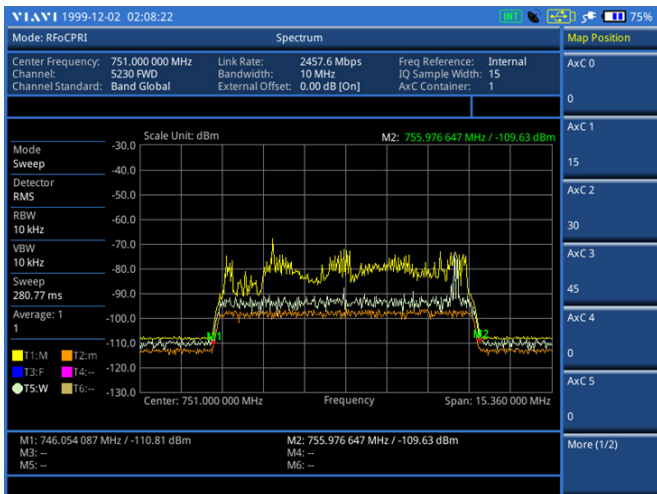 VIAVI 1999-12-02 02:08:22 INT 75%
Mode: RFoCPRI Spectrum Map Position
Center Frequency: 751.000 000 MHz Link Rate: 2457.6 Mbps Freq Reference: Internal
Channel: 5230 FWD Bandwidth: 10 MHz IQ Sample Width: 15
Channel Standard: Band Global External Offset: 0.00 dB [On] AxC Container: 1
AxC 0
0
AxC 1
15
AxC 2
30
AxC 3
45
AxC 4
0
AxC 5
0
More (1/2)
Scale Unit: dBm M2: 755.976 647 MHz / -109.63 dBm
Mode
Sweep
Detector
RMS
RBW
10 kHz
VBW
10 kHz
Sweep
280.77 ms
Average: 1
1
T1:M T2:m
T3:F T4:--
T5:W T6:--
-30.0
-40.0
-50.0
-60.0
-70.0
-80.0
-90.0
-100.0
-110.0
-120.0
-130.0
M1
M2
Center: 751.000 000 MHz Frequency Span: 15.360 000 MHz
M1: 746.054 087 MHz / -110.81 dBm M2: 755.976 647 MHz / -109.63 dBm
M3: -- M4: --
M5: -- M6: --